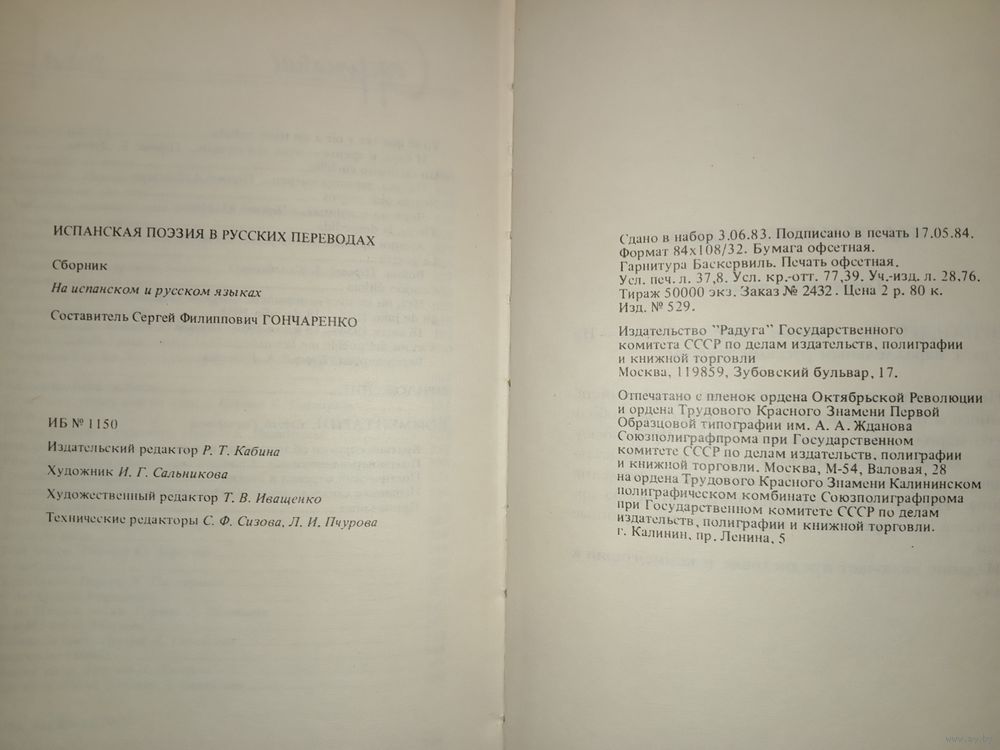 ИСПАНСКАЯ ПОЭЗИЯ В РУССКИХ ПЕРЕВОДАХ
Сборник
На испанском и русском языках
Составитель Сергей Филиппович ГОНЧАРЕНКО
ИБ № 1150
Издательский редактор Р. Т. Кабина
Художник И. Г. Сальникова
Художественный редактор Т. В. Иващенко
Технические редакторы С. Ф. Сизова, Л. И. Пчурова
Сдано в набор 3.06.83. Подписано в печать 17.05.84.
Формат 84х108/32. Бумага офсетная.
Гарнитура Баскервиль. Печать офсетная.
Усл. печ. л. 37,8. Усл. кр.-отт. 77,39. Уч.-изд. л. 28.76.
Тираж 50000 экз. Заказ № 2432. Цена 2 р. 80 к.
Изд. № 529.
Издательство "Радуга" Государственного
комитета СССР по делам издательств, полиграфии
и книжной торговли
Москва, 119859, Зубовский бульвар, 17.
Отпечатано с пленок ордена Октябрьской Революции
и ордена Трудового Красного Знамени Первой
Образцовой типографии им. А. А. Жданова
Союзполиграфпрома при Государственном
комитете СССР по делам издательств, полиграфии
и книжной торговли. Москва, М-54, Валовая, 28
на ордена Трудового Красного Знамени Калининском
полиграфическом комбинате Союзполиграфпрома
при Государственном комитете СССР по делам
издательств, полиграфии и книжной торговли.
г. Калинин, пр. Ленина, 5